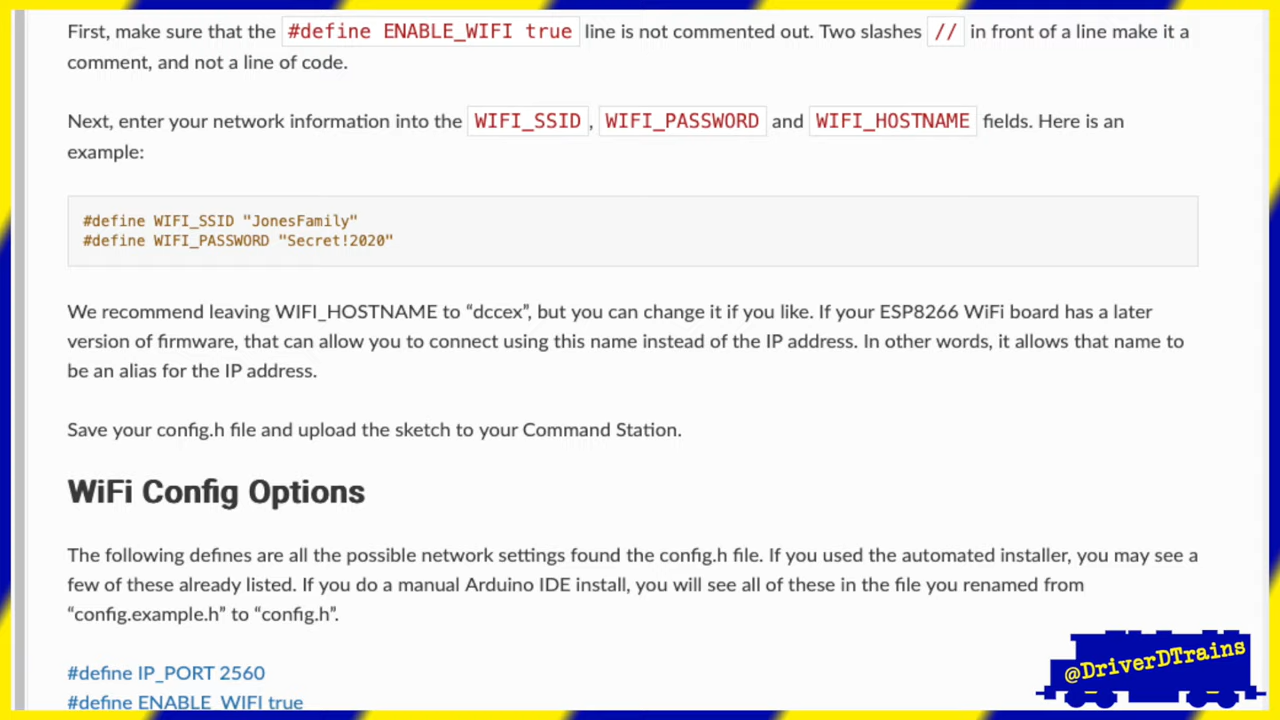 First, make sure that the #define ENABLE_WIFI true line is not commented out. Two slashes // in front of a line make it a
comment, and not a line of code.
Next, enter your network information into the WIFI_SSID, WIFI_PASSWORD and WIFI_HOSTNAME fields. Here is an
example:
#define WIFI_SSID "JonesFamily"
#define WIFI_PASSWORD "Secret!2020"
We recommend leaving WIFI_HOSTNAME to “dccex”, but you can change it if you like. If your ESP8266 WiFi board has a later
version of firmware, that can allow you to connect using this name instead of the IP address. In other words, it allows that name to
be an alias for the IP address.
Save your config.h file and upload the sketch to your Command Station.
WiFi Config Options
The following defines are all the possible network settings found the config.h file. If you used the automated installer, you may see a
few of these already listed. If you do a manual Arduino IDE install, you will see all of these in the file you renamed from
“config.example.h” to “config.h”.
#define IP_PORT 2560
#define ENABLE_WIFI true
@DriverDTrains